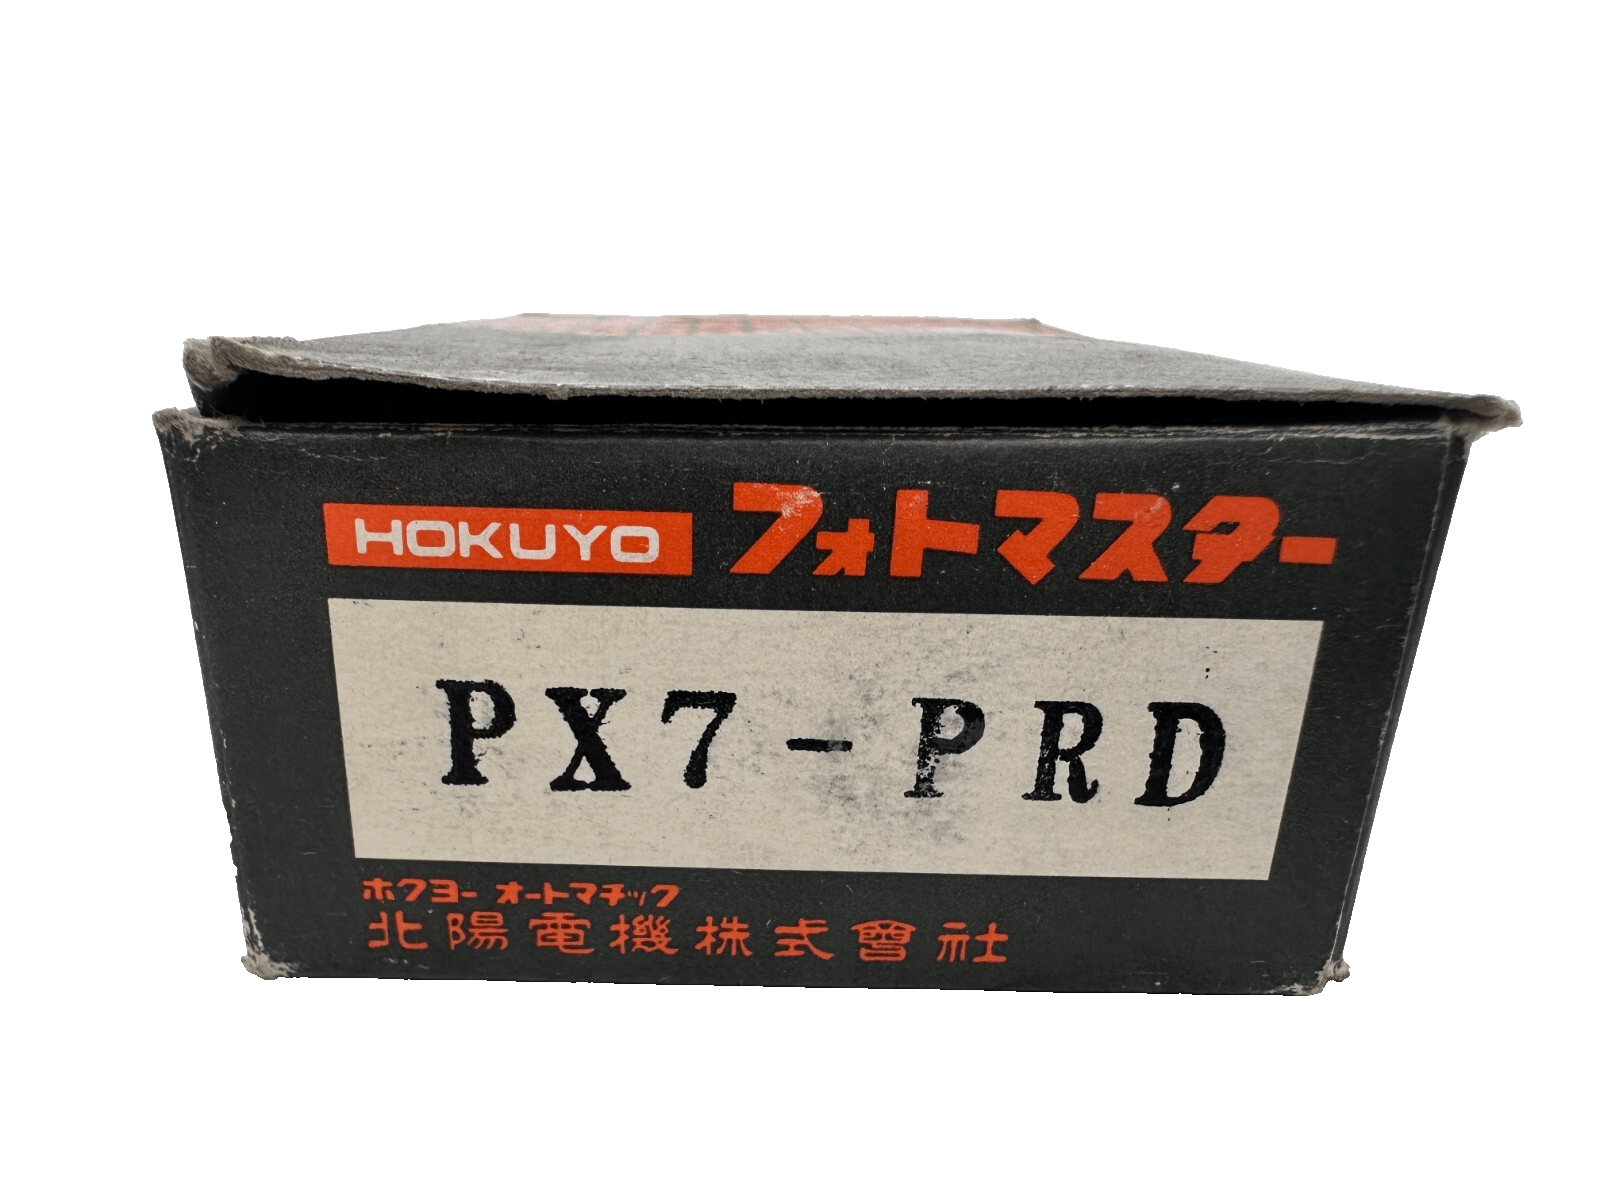 HOKUYO フォトマスター
PX7-PRD
ホクヨー オートマチック
北陽電機株式會社